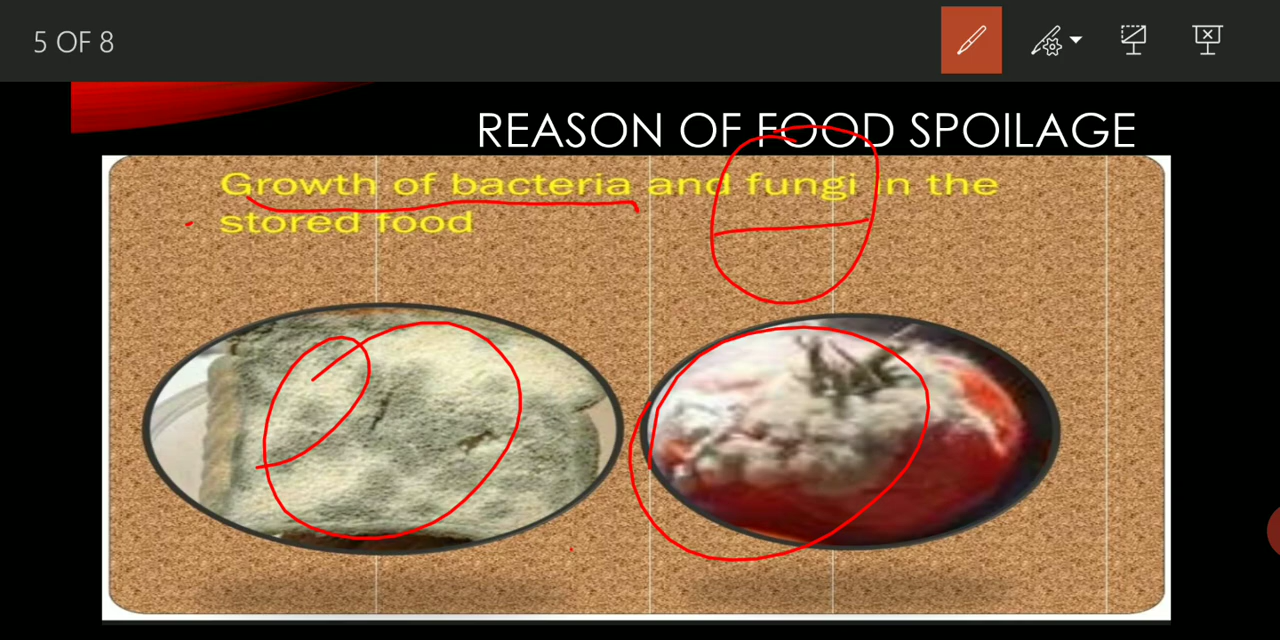 5 OF 8
REASON OF FOOD SPOILAGE
Growth of bacteria and fungi in the
stored food